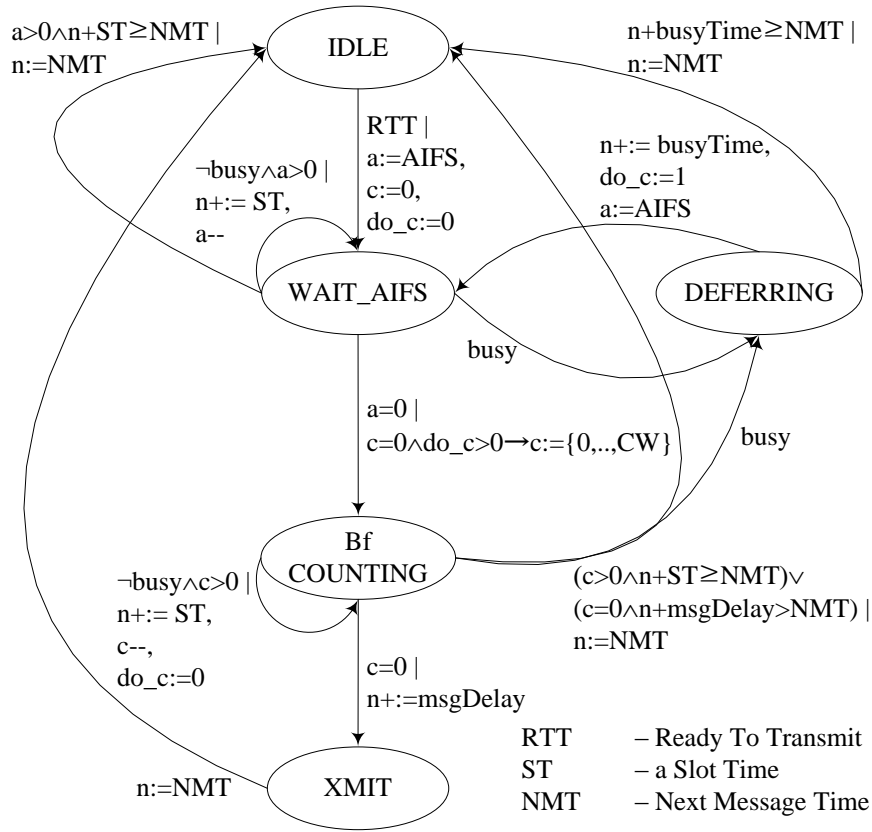 a>0∧n+ST≥NMT |
n:=NMT
IDLE
n+busyTime≥NMT |
n:=NMT
RTT |
a:=AIFS,
c:=0,
do_c:=0
¬busy∧a>0 |
n+:= ST,
a--
n+:= busyTime,
do_c:=1
a:=AIFS
WAIT_AIFS
DEFERRING
busy
a=0 |
c=0∧do_c>0→c:={0,..,CW}
busy
Bf
COUNTING
¬busy∧c>0 |
n+:= ST,
c--,
do_c:=0
(c>0∧n+ST≥NMT)∨
(c=0∧n+msgDelay>NMT) |
n:=NMT
c=0 |
n+:=msgDelay
n:=NMT
XMIT
RTT – Ready To Transmit
ST – a Slot Time
NMT – Next Message Time